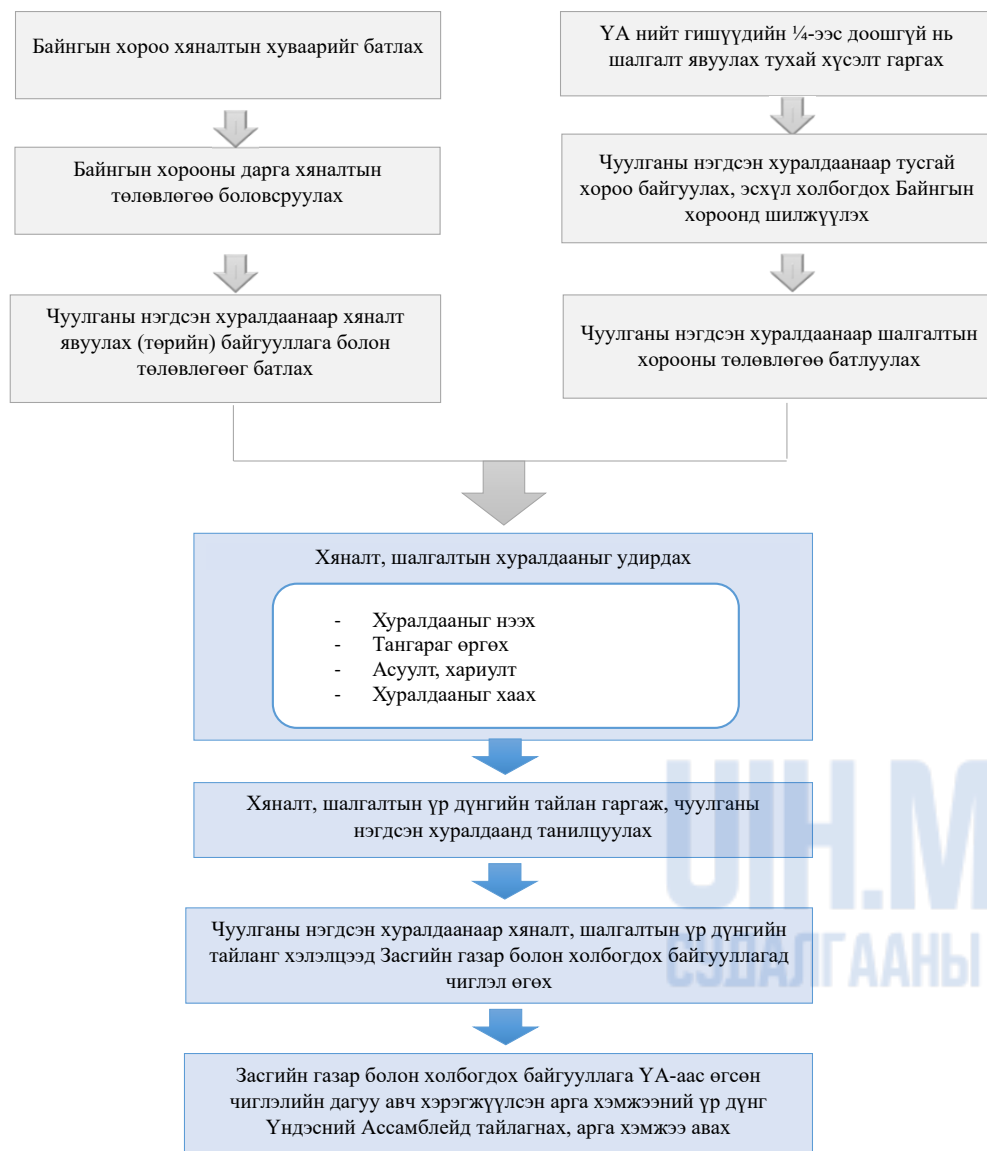 Байнгын хороо хяналтын хуваарийг батлах
Байнгын хорооны дарга хяналтын
төлөвлөгөө боловсруулах
Чуулганы нэгдсэн хуралдаанаар хяналт
явуулах (төрийн) байгууллага болон
төлөвлөгөөг батлах
ҮА нийт гишүүдийн ¼-ээс доошгүй нь
шалгалт явуулах тухай хүсэлт гаргах
Чуулганы нэгдсэн хуралдаанаар тусгай
хороо байгуулах, эсхүл холбогдох Байнгын
хороонд шилжүүлэх
Чуулганы нэгдсэн хуралдаанаар шалгалтын
хорооны төлөвлөгөө батлуулах
Хяналт, шалгалтын хуралдааныг удирдах
- Хуралдааныг нээх
- Тангараг өргөх
- Асуулт, хариулт
- Хуралдааныг хаах
Хяналт, шалгалтын үр дүнгийн тайлан гаргаж, чуулганы
нэгдсэн хуралдаанд танилцуулах
Чуулганы нэгдсэн хуралдаанаар хяналт, шалгалтын үр дүнгийн
тайланг хэлэлцээд Засгийн газар болон холбогдох байгууллагад
чиглэл өгөх
Засгийн газар болон холбогдох байгууллага ҮА-аас өгсөн
чиглэлийн дагуу авч хэрэгжүүлсэн арга хэмжээний үр дүнг
Үндэсний Ассамблейд тайлагнах, арга хэмжээ авах
UIH.M
СУДАЛГААНЫ